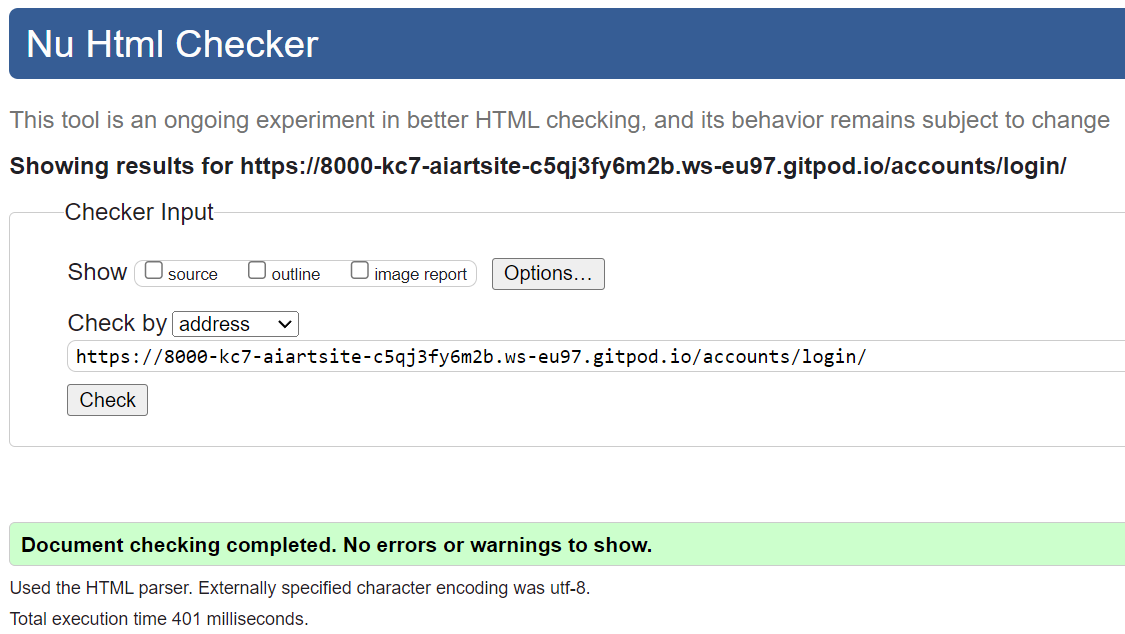 Nu Html Checker
This tool is an ongoing experiment in better HTML checking, and its behavior remains subject to change
Showing results for https://8000-kc7-aiartsite-c5qj3fy6m2b.ws-eu97.gitpod.io/accounts/login/
Checker Input
Show source outline image report Options…
Check by address
https://8000-kc7-aiartsite-c5qj3fy6m2b.ws-eu97.gitpod.io/accounts/login/
Check
Document checking completed. No errors or warnings to show.
Used the HTML parser. Externally specified character encoding was utf-8.
Total execution time 401 milliseconds.